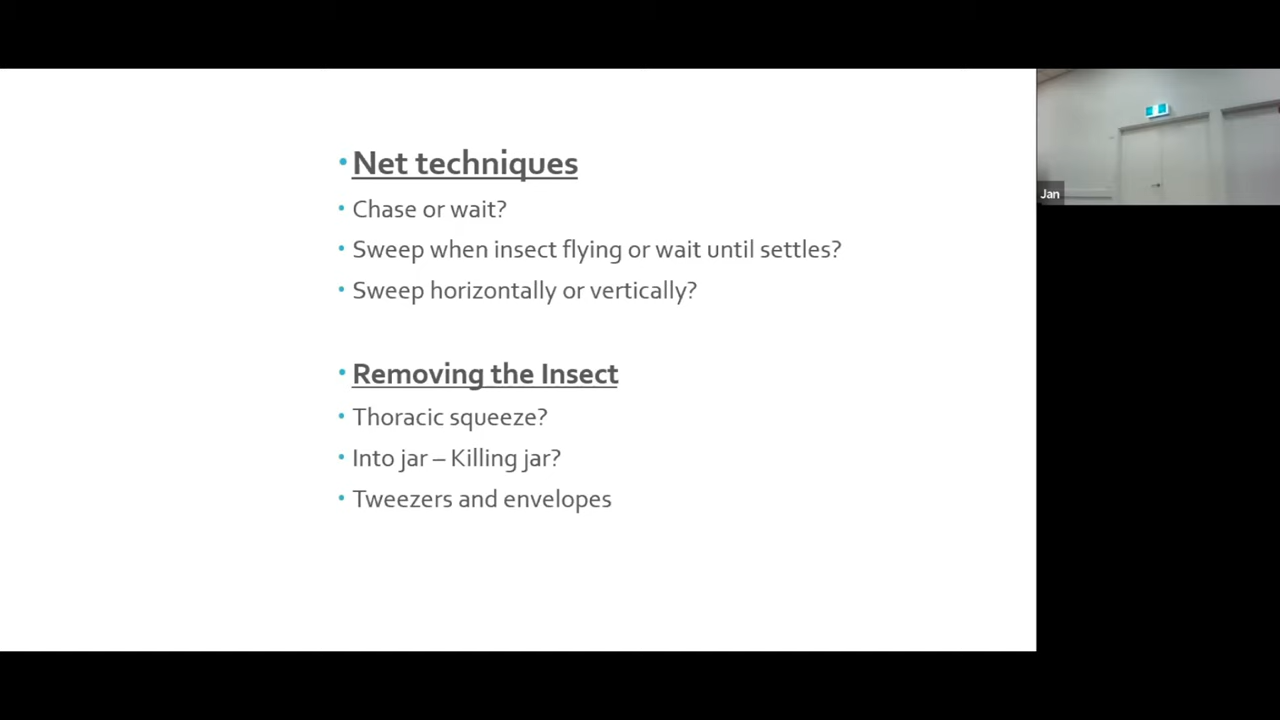 • Net techniques
• Chase or wait?
• Sweep when insect flying or wait until settles?
• Sweep horizontally or vertically?
• Removing the Insect
• Thoracic squeeze?
• Into jar – Killing jar?
• Tweezers and envelopes
Jan